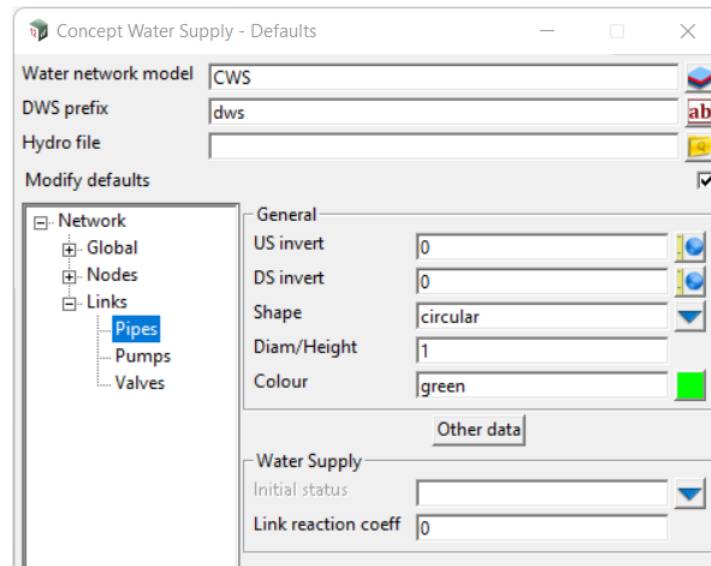 Concept Water Supply - Defaults
Water network model CWS
DWS prefix dws ab
Hydro file
Modify defaults
Network
Global
Nodes
Links
Pipes
Pumps
Valves
General
US invert 0
DS invert 0
Shape circular
Diam/Height 1
Colour green
Other data
Water Supply
Initial status
Link reaction coeff 0